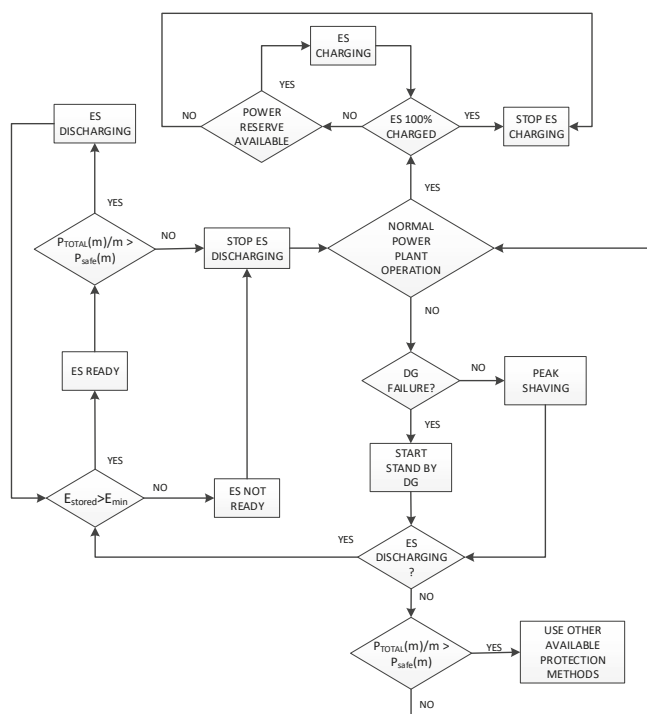 ES
CHARGING
YES
NO
POWER
RESERVE
AVAILABLE
NO
ES 100%
CHARGED
YES
STOP ES
CHARGING
ES
DISCHARGING
YES
YES
P_TOTAL(m)/m >
P_safe(m)
NO
STOP ES
DISCHARGING
NORMAL
POWER
PLANT
OPERATION
NO
ES READY
DG
FAILURE?
NO
PEAK
SHAVING
YES
START
STAND BY
DG
YES
E_stored>E_min
NO
ES NOT
READY
YES
ES
DISCHARGING
?
NO
P_TOTAL(m)/m >
P_safe(m)
YES
USE OTHER
AVAILABLE
PROTECTION
METHODS
NO